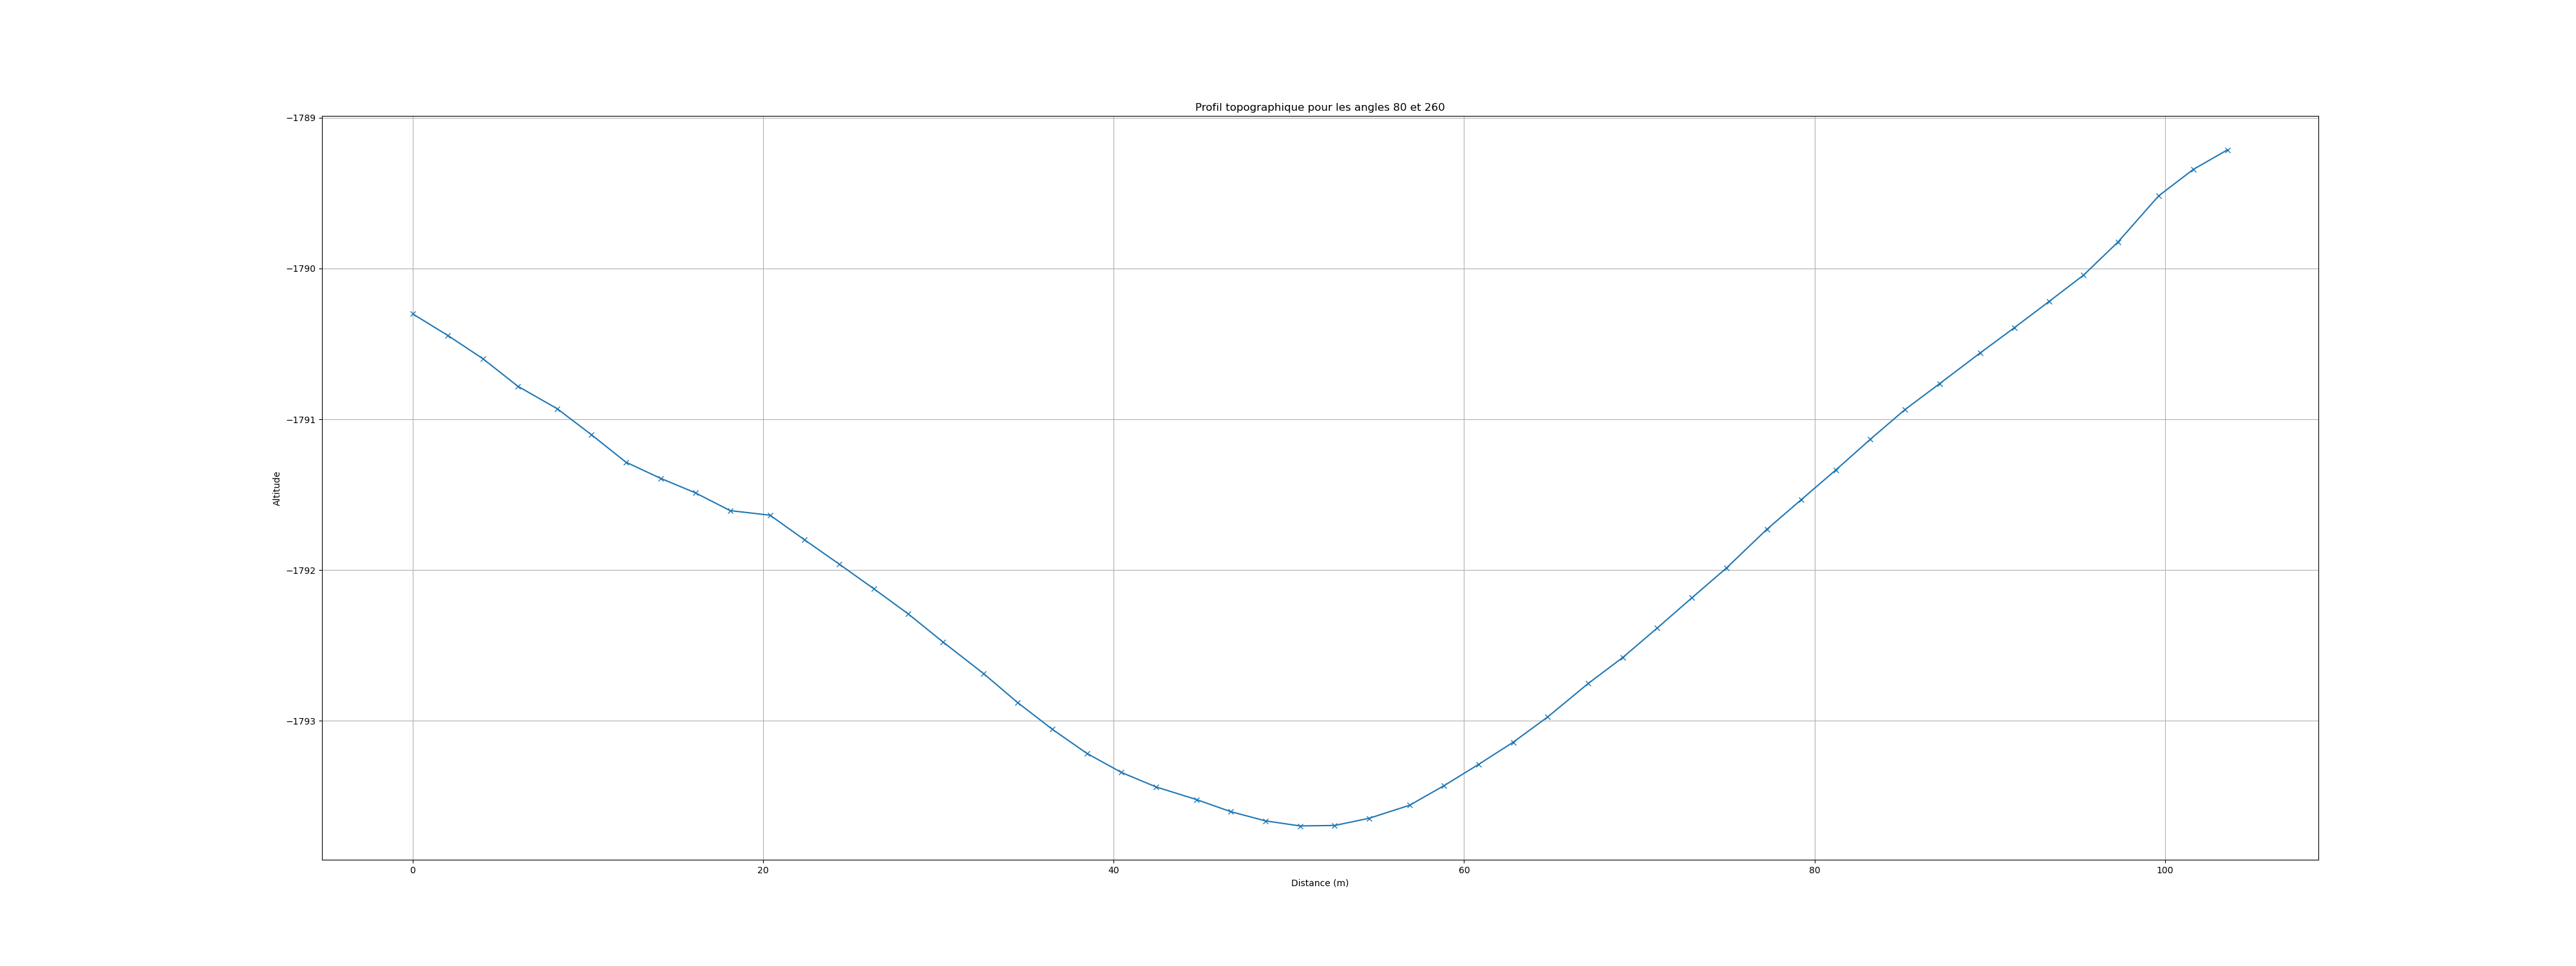 Profil topographique pour les angles 80 et 260
−1789
−1790
−1791
−1792
−1793
Altitude
0 20 40 60 80 100
Distance (m)